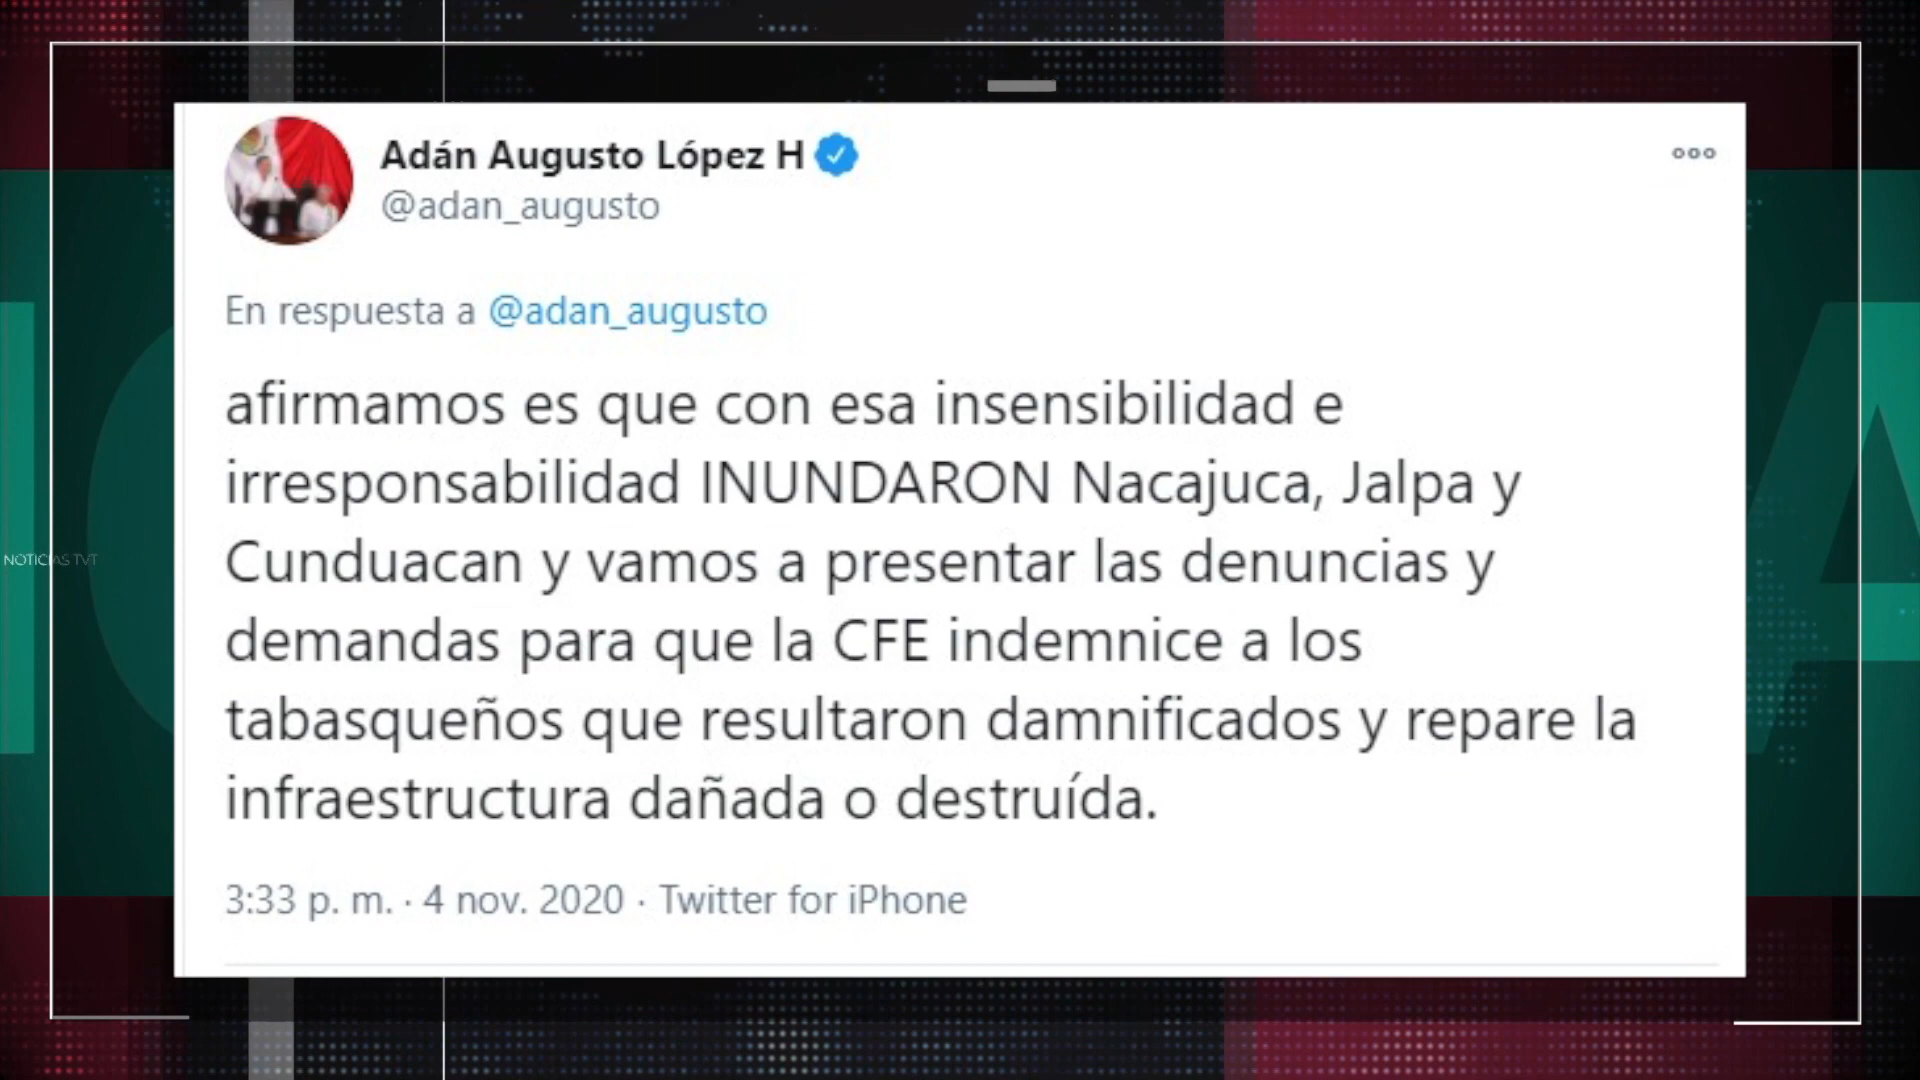 Adán Augusto López H
@adan_augusto
En respuesta a @adan_augusto
afirmamos es que con esa insensibilidad e
irresponsabilidad INUNDARON Nacajuca, Jalpa y
Cunduacan y vamos a presentar las denuncias y
demandas para que la CFE indemnice a los
tabasqueños que resultaron damnificados y repare la
infraestructura dañada o destruída.
3:33 p. m. · 4 nov. 2020 · Twitter for iPhone
NOTICIAS TVT